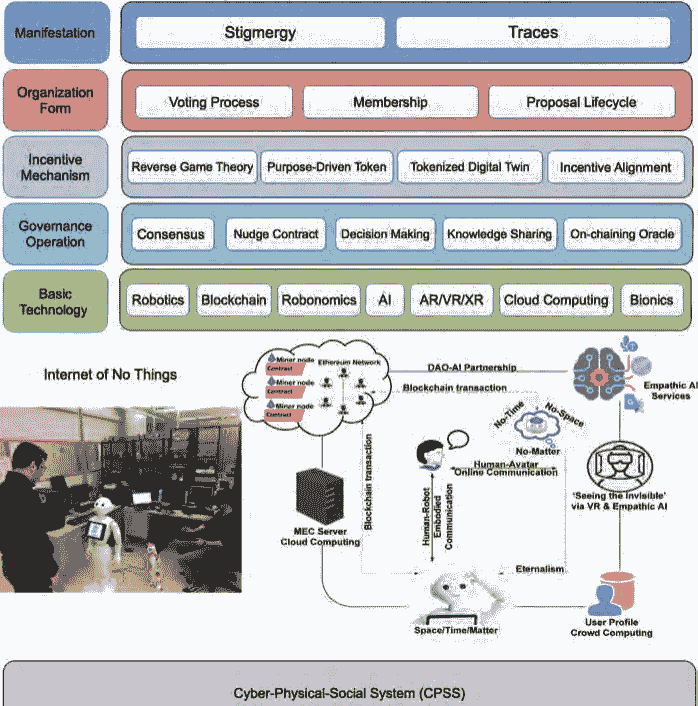 Manifestation
Stigmergy
Traces
Organization
Form
Voting Process
Membership
Proposal Lifecycle
Incentive
Mechanism
Reverse Game Theory
Purpose-Driven Token
Tokenized Digital Twin
Incentive Alignment
Governance
Operation
Consensus
Nudge Contract
Decision Making
Knowledge Sharing
On-chaining Oracle
Basic
Technology
Robotics
Blockchain
Robonomics
AI
AR/VR/XR
Cloud Computing
Bionics
Internet of No Things
Miner node
Contract
Miner node
Contract
Miner node
Contract
Ethereum Network
DAO-AI Partnership
Blockchain transaction
Empathic AI
Services
No-Time
No-Space
No-Matter
Human-Avatar
Online Communication
Blockchain transaction
MEC Server
Cloud Computing
Human-Robot
Embodied
Communication
'Seeing the Invisible'
via VR & Empathic AI
Eternalism
Space/Time/Matter
User Profile
Crowd Computing
Cyber-Physical-Social System (CPSS)